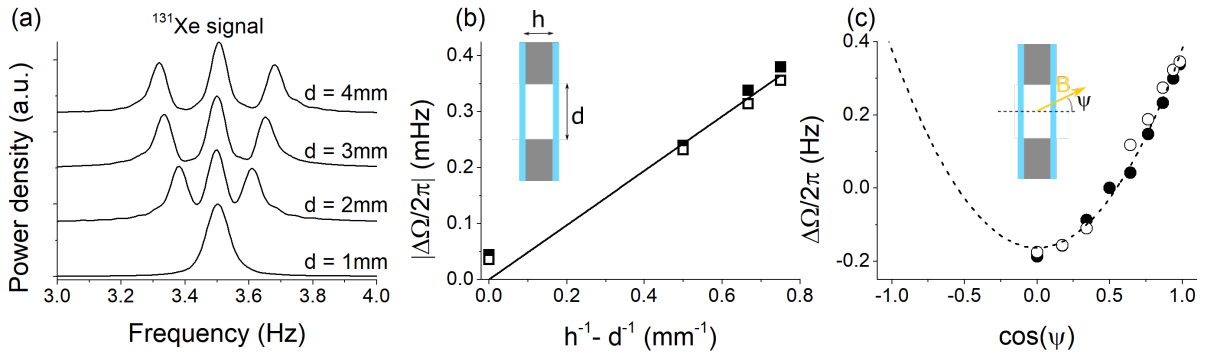 (a)
¹³¹Xe signal
Power density (a.u.)
d = 4mm
d = 3mm
d = 2mm
d = 1mm
3.0 3.2 3.4 3.6 3.8 4.0
Frequency (Hz)
(b)
h
d
|ΔΩ/2π| (mHz)
0.4
0.3
0.2
0.1
0.0
0.0 0.2 0.4 0.6 0.8
h⁻¹- d⁻¹ (mm⁻¹)
(c)
B
ψ
ΔΩ/2π (Hz)
0.4
0.2
0.0
-0.2
-1.0 -0.5 0.0 0.5 1.0
cos(ψ)